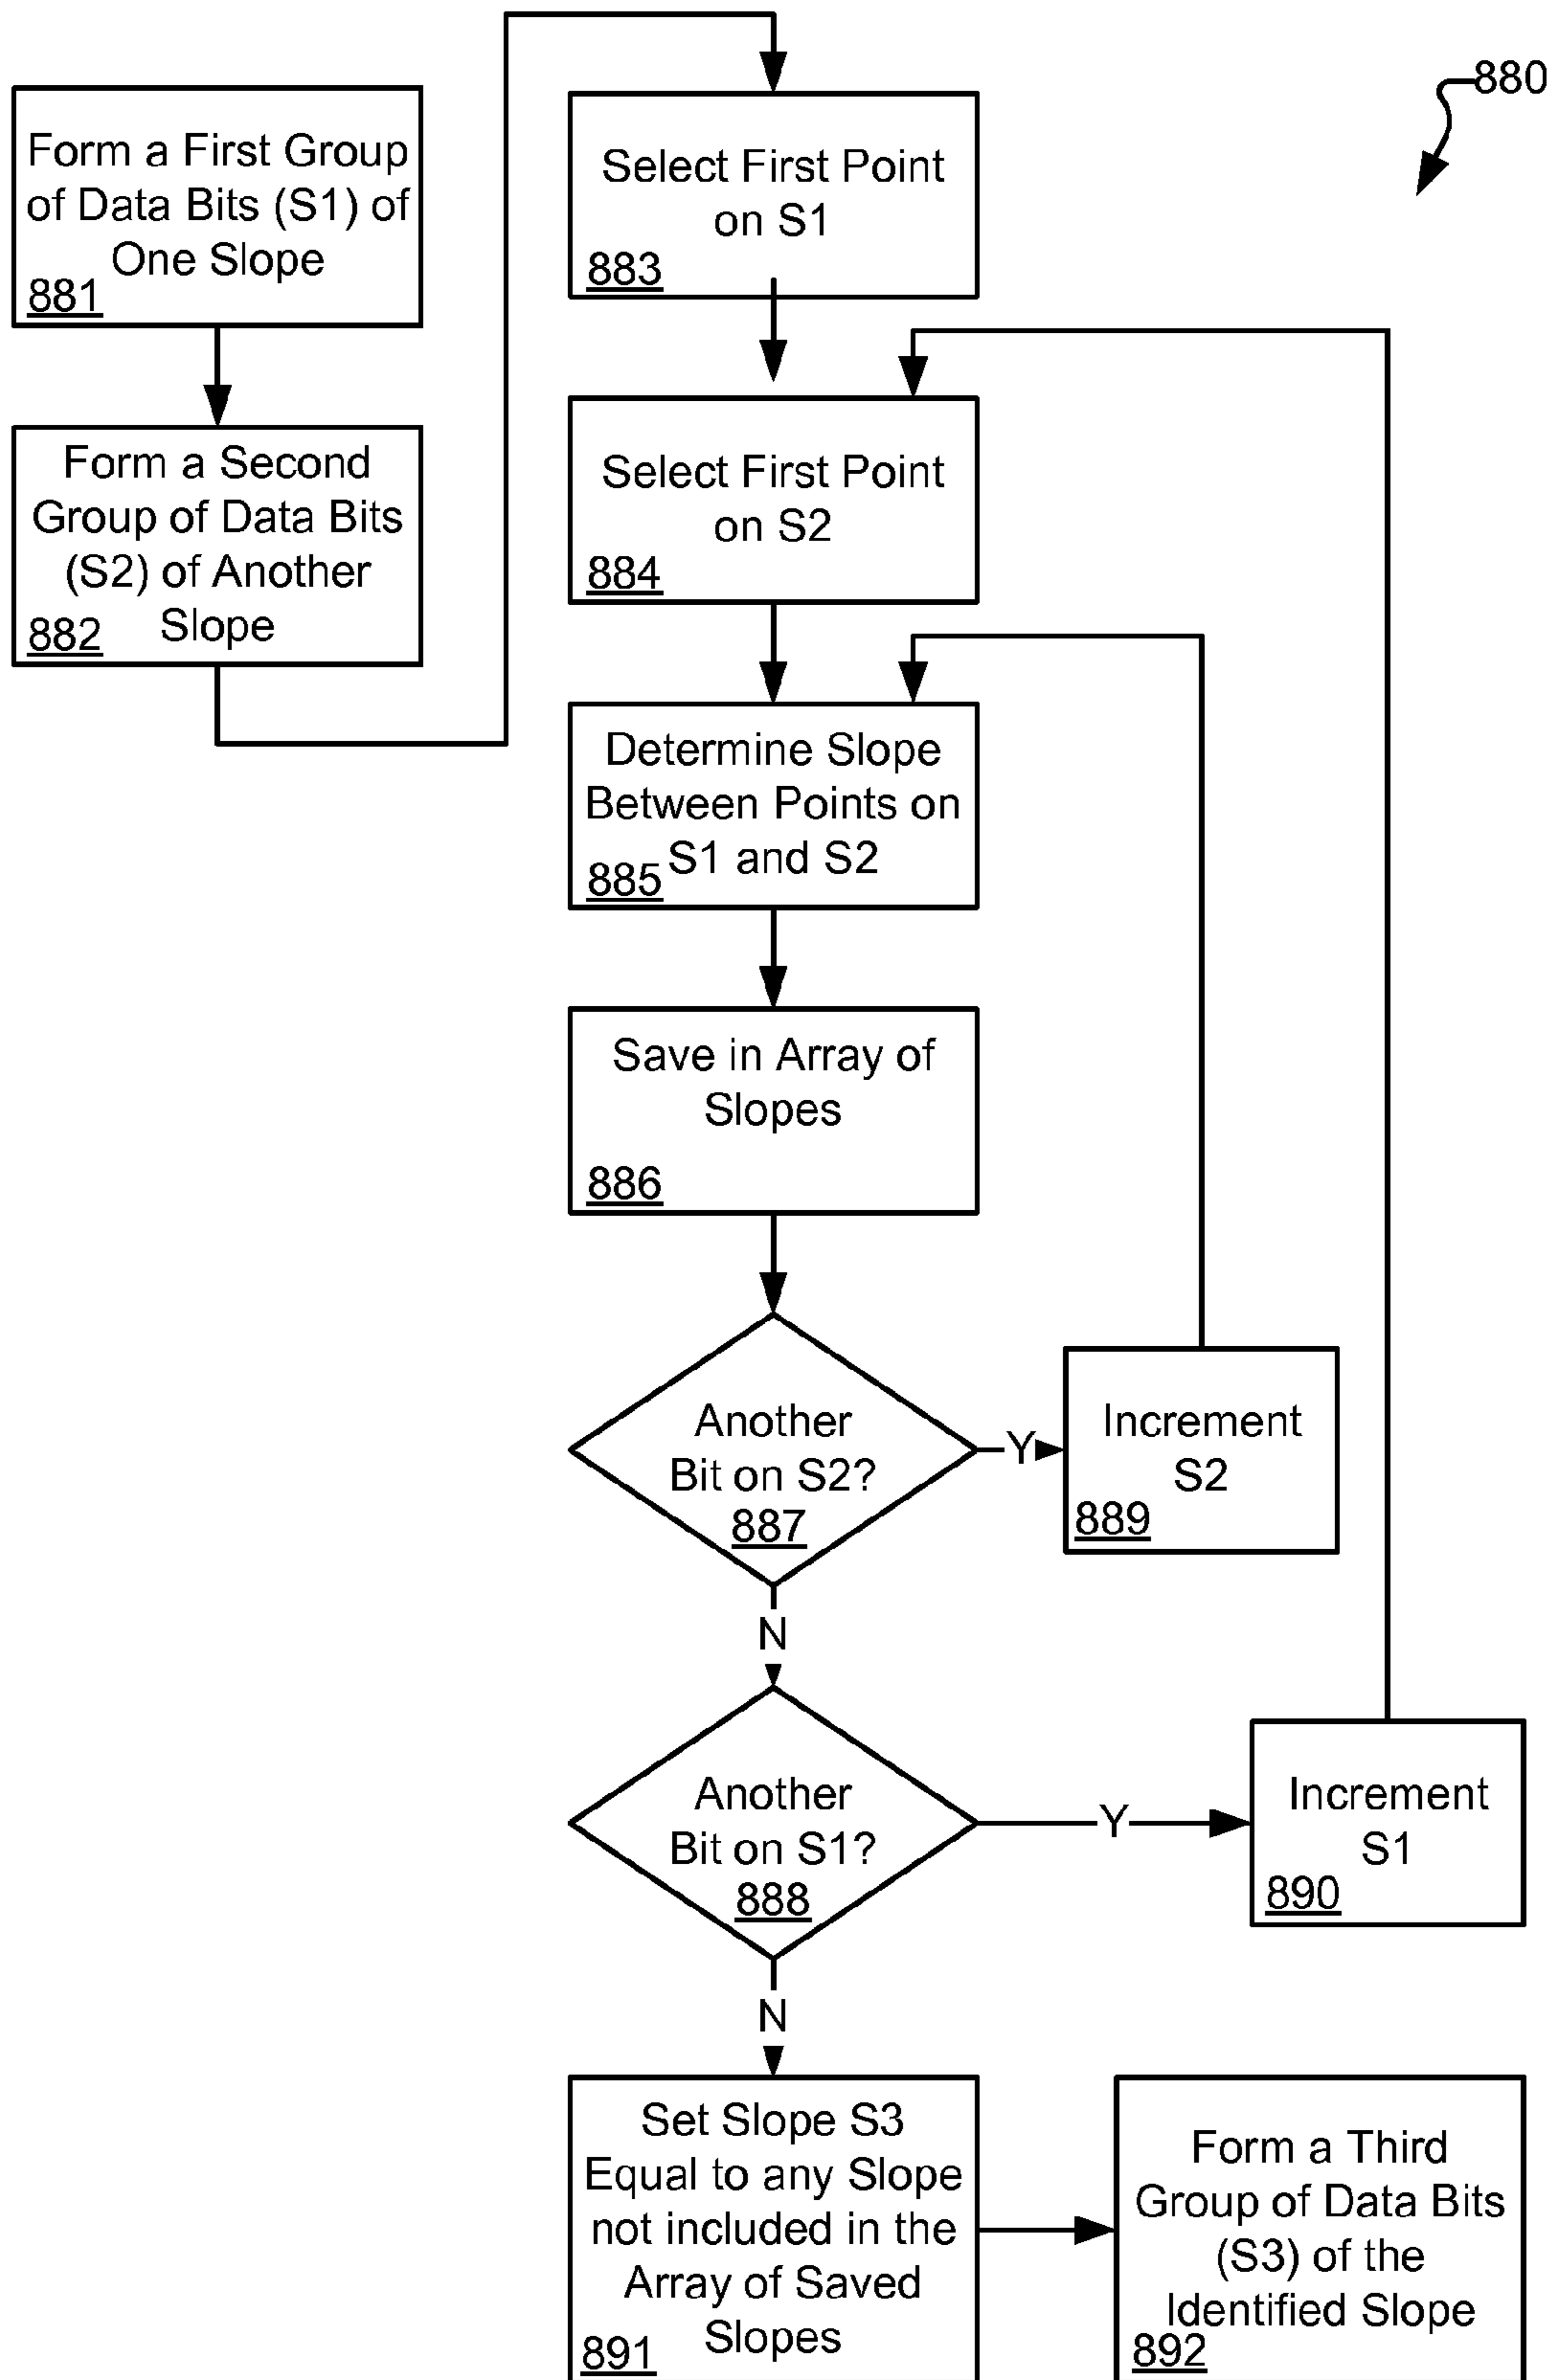 880
Form a First Group
of Data Bits (S1) of
One Slope
881
Form a Second
Group of Data Bits
(S2) of Another
Slope
882
Select First Point
on S1
883
Select First Point
on S2
884
Determine Slope
Between Points on
S1 and S2
885
Save in Array of
Slopes
886
Another
Bit on S2?
887
Y
Increment
S2
889
N
Another
Bit on S1?
888
Y
Increment
S1
890
N
Set Slope S3
Equal to any Slope
not included in the
Array of Saved
Slopes
891
Form a Third
Group of Data Bits
(S3) of the
Identified Slope
892